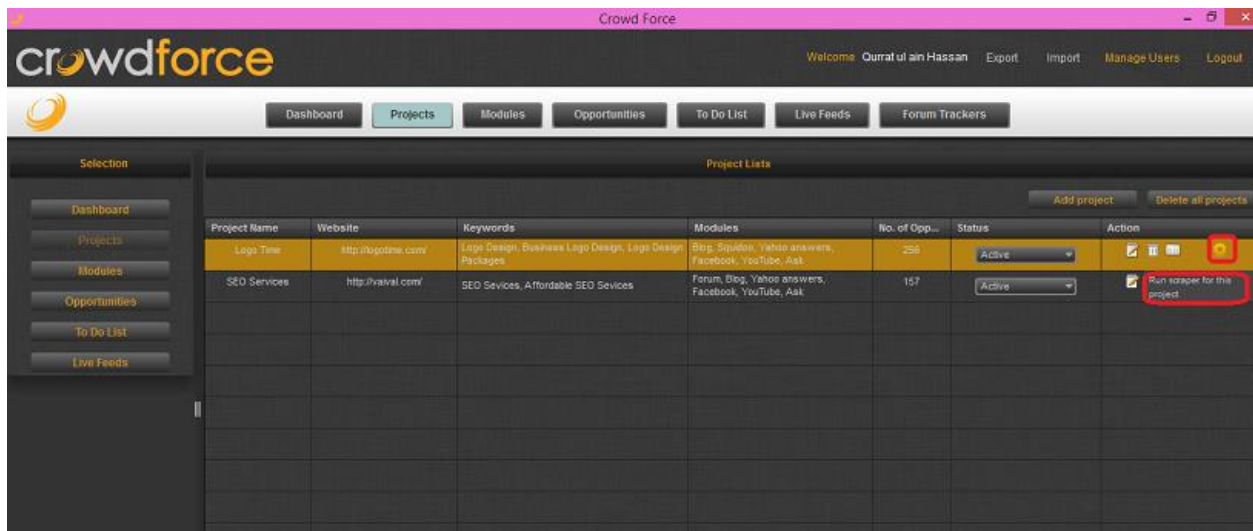 Crowd Force
crowdforce
Welcome Qurrat ul ain Hassan Export Import Manage Users Logout
Dashboard Projects Modules Opportunities To Do List Live Feeds Forum Trackers
Selection
Project Lists
Add project Delete all projects
Dashboard
Projects
Modules
Opportunities
To Do List
Live Feeds
Project Name Website Keywords Modules No. of Opp... Status Action
Logo Time http://logotime.com/ Logo Design, Business Logo Design, Logo Design Blog, Squidoo, Yahoo answers, 256 Active
Packages Facebook, YouTube, Ask
SEO Services http://vaival.com/ SEO Sevices, Affordable SEO Sevices Forum, Blog, Yahoo answers, 157 Active Run scraper for this
Facebook, YouTube, Ask project